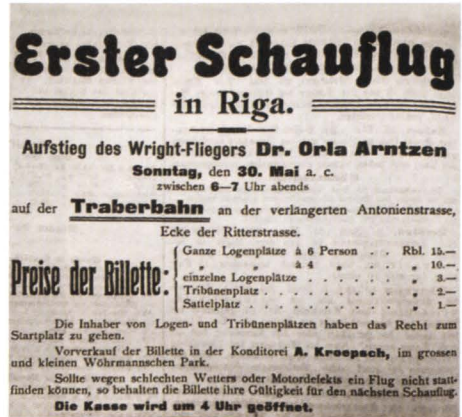 Erster Schauflug
in Riga.
Aufstieg des Wright-Fliegers Dr. Orla Arntzen
Sonntag, den 30. Mai a. c.
zwischen 6—7 Uhr abends
auf der Traberbahn an der verlängerten Antonienstrasse,
Ecke der Ritterstrasse.
Preise der Billette:
Ganze Logenplätze à 6 Person . . Rbl. 15.—
„ „ à 4 „ . . „ 10.—
einzelne Logenplätze . . . . . . „ 3.—
Tribünenplatz . . . . . . . . „ 2.—
Sattelplatz . . . . . . . . . „ 1.—
Die Inhaber von Logen- und Tribünenplätzen haben das Recht zum
Startplatz zu gehen.
Vorverkauf der Billette in der Konditorei A. Kroepsch, im grossen
und kleinen Wöhrmannschen Park.
Sollte wegen schlechten Wetters oder Motordefekts ein Flug nicht statt-
finden können, so behalten die Billette ihre Gültigkeit für den nächsten Schauflug.
Die Kasse wird um 4 Uhr geöffnet.